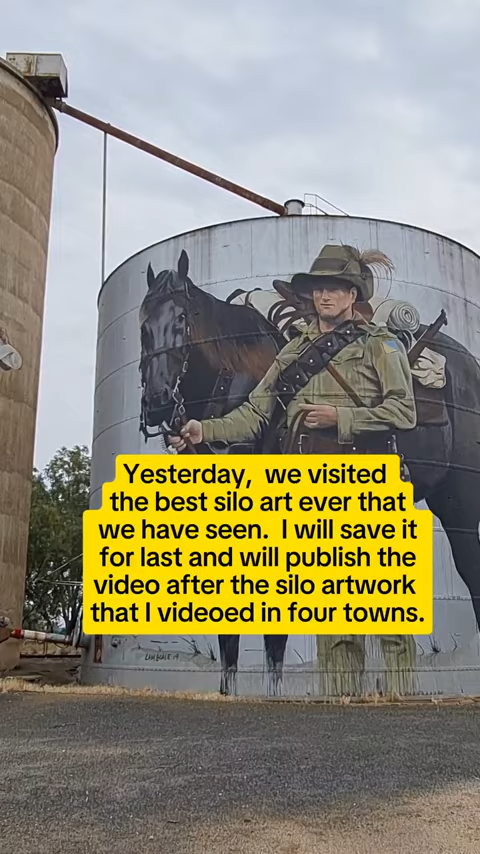 Yesterday,  we visited
the best silo art ever that
we have seen.  I will save it
for last and will publish the
video after the silo artwork
that I videoed in four towns.